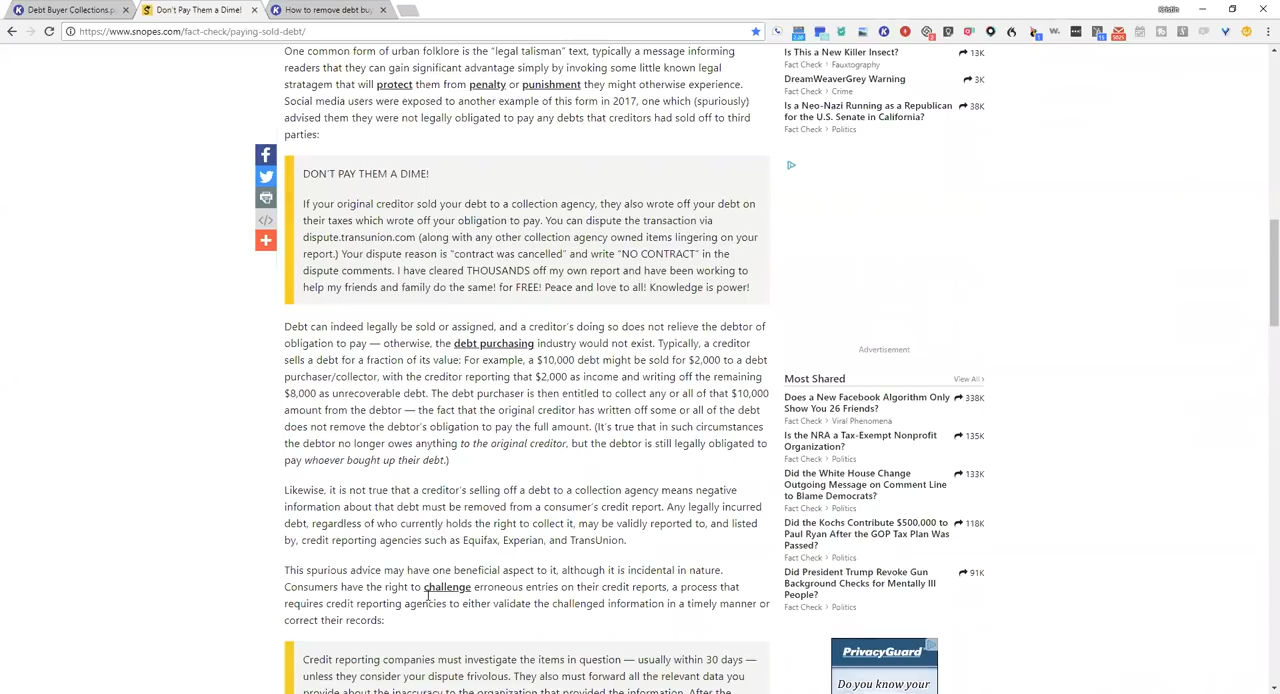 Debt Buyer Collections p
Don't Pay Them a Dime!
How to remove debt buy
Kristin
https://www.snopes.com/fact-check/paying-sold-debt/
One common form of urban folklore is the “legal talisman” text, typically a message informing
readers that they can gain significant advantage simply by invoking some little known legal
stratagem that will protect them from penalty or punishment they might otherwise experience.
Social media users were exposed to another example of this form in 2017, one which (spuriously)
advised them they were not legally obligated to pay any debts that creditors had sold off to third
parties:
DON'T PAY THEM A DIME!
If your original creditor sold your debt to a collection agency, they also wrote off your debt on
their taxes which wrote off your obligation to pay. You can dispute the transaction via
dispute.transunion.com (along with any other collection agency owned items lingering on your
report.) Your dispute reason is “contract was cancelled” and write “NO CONTRACT” in the
dispute comments. I have cleared THOUSANDS off my own report and have been working to
help my friends and family do the same! for FREE! Peace and love to all! Knowledge is power!
Debt can indeed legally be sold or assigned, and a creditor's doing so does not relieve the debtor of
obligation to pay — otherwise, the debt purchasing industry would not exist. Typically, a creditor
sells a debt for a fraction of its value: For example, a $10,000 debt might be sold for $2,000 to a debt
purchaser/collector, with the creditor reporting that $2,000 as income and writing off the remaining
$8,000 as unrecoverable debt. The debt purchaser is then entitled to collect any or all of that $10,000
amount from the debtor — the fact that the original creditor has written off some or all of the debt
does not remove the debtor's obligation to pay the full amount. (It's true that in such circumstances
the debtor no longer owes anything to the original creditor, but the debtor is still legally obligated to
pay whoever bought up their debt.)
Likewise, it is not true that a creditor's selling off a debt to a collection agency means negative
information about that debt must be removed from a consumer's credit report. Any legally incurred
debt, regardless of who currently holds the right to collect it, may be validly reported to, and listed
by, credit reporting agencies such as Equifax, Experian, and TransUnion.
This spurious advice may have one beneficial aspect to it, although it is incidental in nature.
Consumers have the right to challenge erroneous entries on their credit reports, a process that
requires credit reporting agencies to either validate the challenged information in a timely manner or
correct their records:
Credit reporting companies must investigate the items in question — usually within 30 days —
unless they consider your dispute frivolous. They also must forward all the relevant data you
provide about the inaccuracy to the organization that provided the information. After the
Is This a New Killer Insect? 13K
Fact Check > Fauxtography
DreamWeaverGrey Warning 3K
Fact Check > Crime
Is a Neo-Nazi Running as a Republican 38K
for the U.S. Senate in California?
Fact Check > Politics
Advertisement
Most Shared View All >
Does a New Facebook Algorithm Only 338K
Show You 26 Friends?
Fact Check > Viral Phenomena
Is the NRA a Tax-Exempt Nonprofit 135K
Organization?
Fact Check > Politics
Did the White House Change 133K
Outgoing Message on Comment Line
to Blame Democrats?
Fact Check > Politics
Did the Kochs Contribute $500,000 to 118K
Paul Ryan After the GOP Tax Plan Was
Passed?
Fact Check > Politics
Did President Trump Revoke Gun 91K
Background Checks for Mentally Ill
People?
Fact Check > Politics
PrivacyGuard
Do you know your